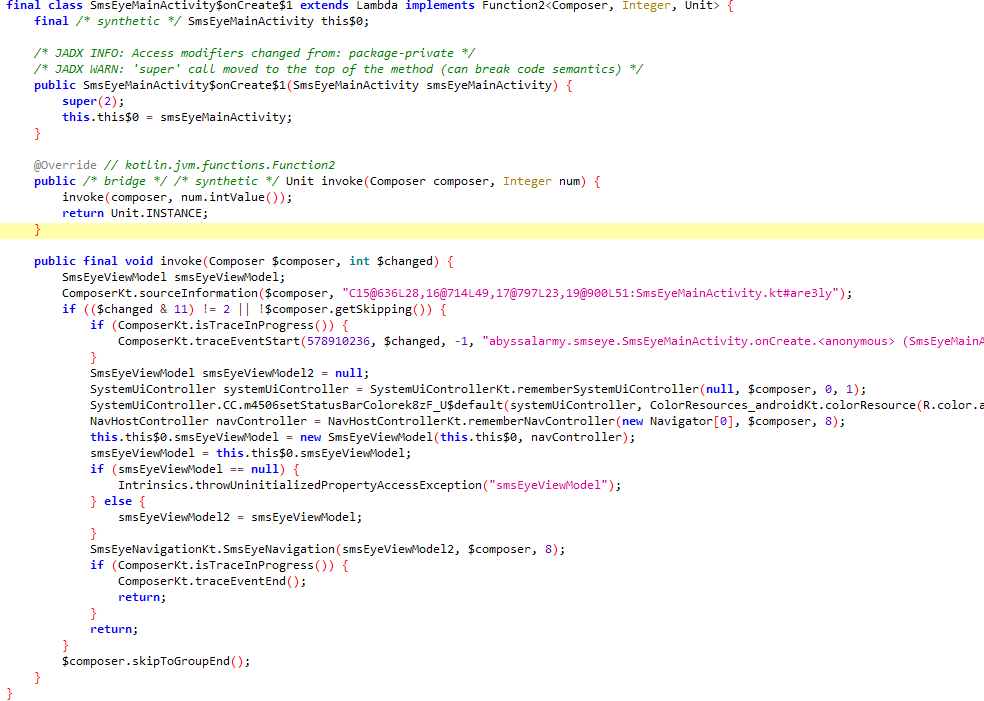 final class SmsEyeMainActivity$onCreate$1 extends Lambda implements Function2<Composer, Integer, Unit> {
    final /* synthetic */ SmsEyeMainActivity this$0;

    /* JADX INFO: Access modifiers changed from: package-private */
    /* JADX WARN: 'super' call moved to the top of the method (can break code semantics) */
    public SmsEyeMainActivity$onCreate$1(SmsEyeMainActivity smsEyeMainActivity) {
        super(2);
        this.this$0 = smsEyeMainActivity;
    }

    @Override // kotlin.jvm.functions.Function2
    public /* bridge */ /* synthetic */ Unit invoke(Composer composer, Integer num) {
        invoke(composer, num.intValue());
        return Unit.INSTANCE;
    }

    public final void invoke(Composer $composer, int $changed) {
        SmsEyeViewModel smsEyeViewModel;
        ComposerKt.sourceInformation($composer, "C15@636L28,16@714L49,17@797L23,19@900L51:SmsEyeMainActivity.kt#are3ly");
        if (($changed & 11) != 2 || !$composer.getSkipping()) {
            if (ComposerKt.isTraceInProgress()) {
                ComposerKt.traceEventStart(578910236, $changed, -1, "abyssalarmy.smseye.SmsEyeMainActivity.onCreate.<anonymous> (SmsEyeMainA
            }
            SmsEyeViewModel smsEyeViewModel2 = null;
            SystemUiController systemUiController = SystemUiControllerKt.rememberSystemUiController(null, $composer, 0, 1);
            SystemUiController.CC.m4506setStatusBarColorek8zF_U$default(systemUiController, ColorResources_androidKt.colorResource(R.color.a
            NavHostController navController = NavHostControllerKt.rememberNavController(new Navigator[0], $composer, 8);
            this.this$0.smsEyeViewModel = new SmsEyeViewModel(this.this$0, navController);
            smsEyeViewModel = this.this$0.smsEyeViewModel;
            if (smsEyeViewModel == null) {
                Intrinsics.throwUninitializedPropertyAccessException("smsEyeViewModel");
            } else {
                smsEyeViewModel2 = smsEyeViewModel;
            }
            SmsEyeNavigationKt.SmsEyeNavigation(smsEyeViewModel2, $composer, 8);
            if (ComposerKt.isTraceInProgress()) {
                ComposerKt.traceEventEnd();
                return;
            }
            return;
        }
        $composer.skipToGroupEnd();
    }
}